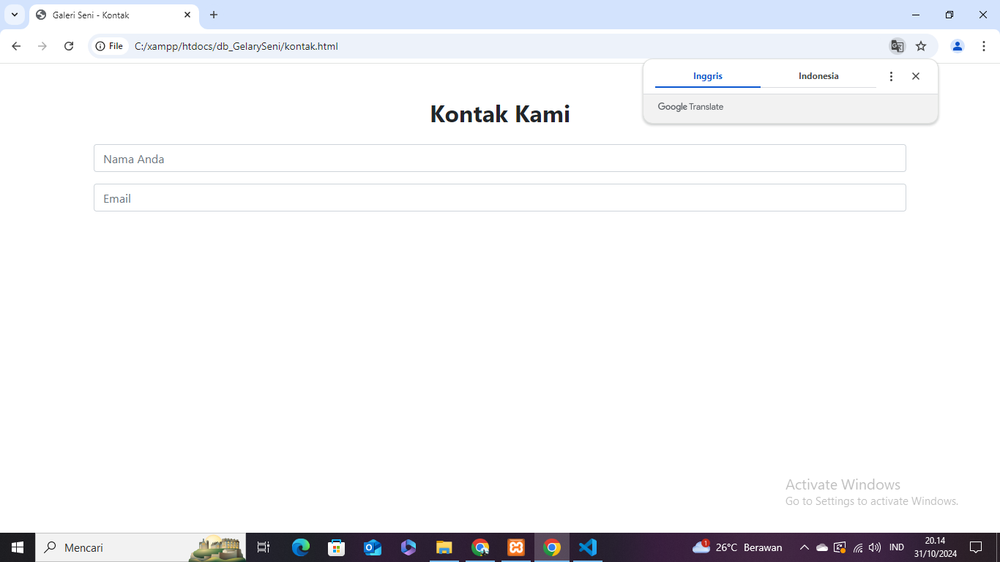 Galeri Seni - Kontak
File
C:/xampp/htdocs/db_GelarySeni/kontak.html
Inggris
Indonesia
Google Translate
Kontak Kami
Nama Anda
Email
Activate Windows
Go to Settings to activate Windows.
Mencari
1
26°C Berawan
IND
20.14
31/10/2024